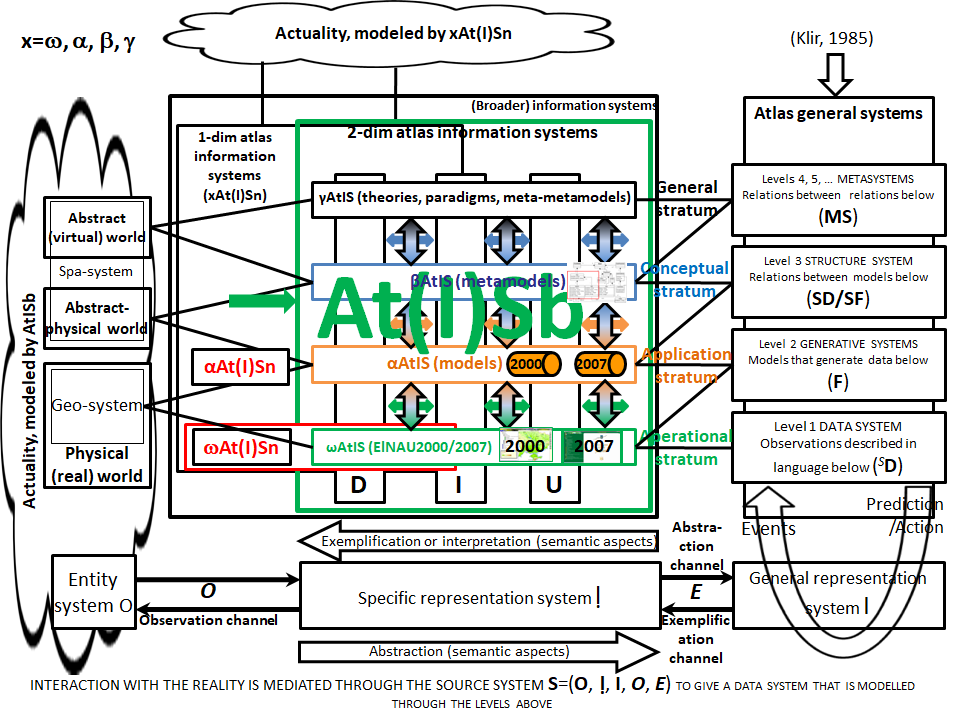 x=ω, α, β, γ
Actuality, modeled by xAt(I)Sn
(Klir, 1985)
(Broader) information systems
1-dim atlas
information
systems
(xAt(I)Sn)
2-dim atlas information systems
Atlas general systems
γAtIS (theories, paradigms, meta-metamodels)
General
stratum
Levels 4, 5, ... METASYSTEMS
Relations between relations below
(MS)
Actuality, modeled by AtISb
Abstract
(virtual) world
Spa-system
Abstract-
physical world
Geo-system
Physical
(real) world
βAtIS (metamodels)
At(I)Sb
Conceptual
stratum
Level 3 STRUCTURE SYSTEM
Relations between models below
(SD/SF)
αAt(I)Sn
αAtIS (models)
2000
2007
Application
stratum
Level 2 GENERATIVE SYSTEMS
Models that generate data below
(F)
ωAt(I)Sn
ωAtIS (ElNAU2000/2007)
2000
2007
Operational
stratum
Level 1 DATA SYSTEM
Observations described in
language below (ˢD)
D
I
U
Events
Prediction
/Action
Exemplification or interpretation (semantic aspects)
Abstra-
ction
channel
Entity
system O
O
Observation channel
Specific representation system İ
E
Exemplific
ation
channel
General representation
system I
Abstraction (semantic aspects)
INTERACTION WITH THE REALITY IS MEDIATED THROUGH THE SOURCE SYSTEM S=(O, İ, I, O, E) TO GIVE A DATA SYSTEM THAT IS MODELLED
THROUGH THE LEVELS ABOVE